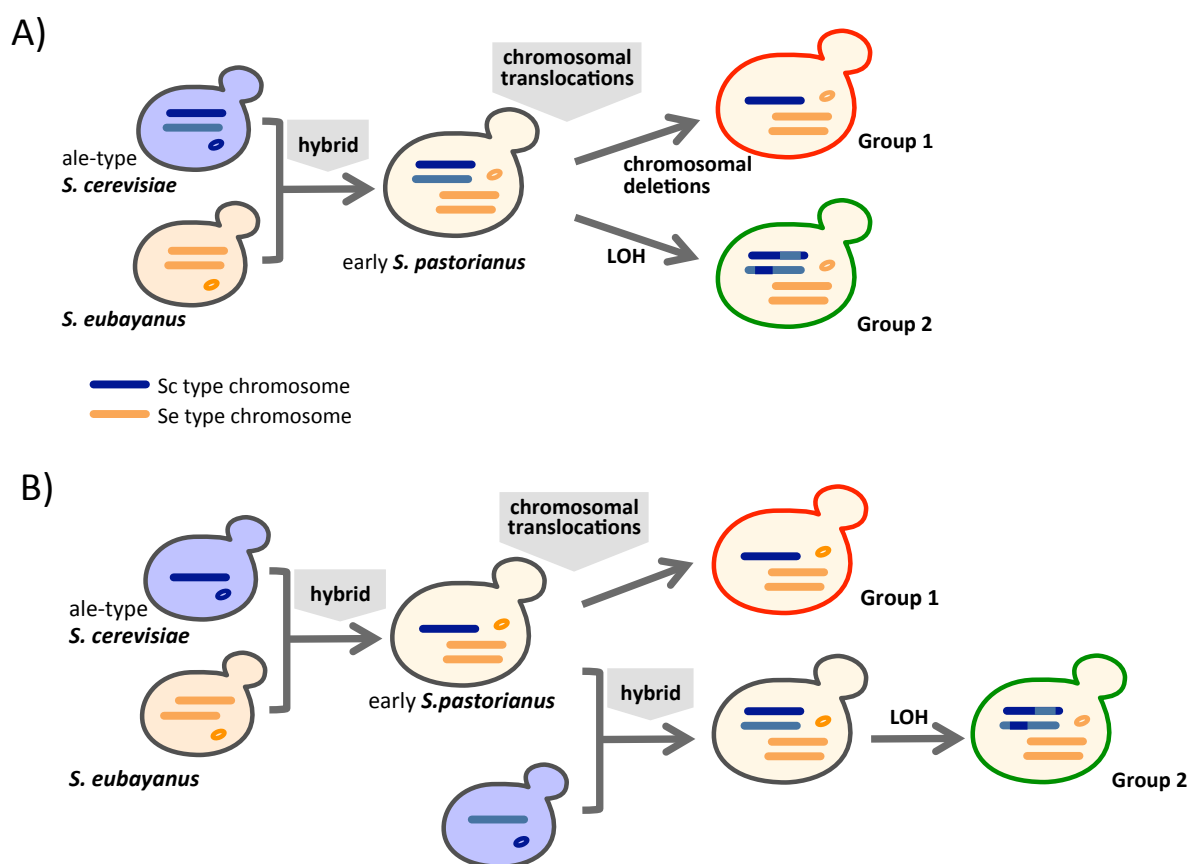 A)
chromosomal
translocations
hybrid
ale-type
S. cerevisiae
Group 1
chromosomal
deletions
early S. pastorianus
LOH
S. eubayanus
Group 2
Sc type chromosome
Se type chromosome
B)
chromosomal
translocations
hybrid
ale-type
S. cerevisiae
Group 1
early S.pastorianus
hybrid
LOH
S. eubayanus
Group 2